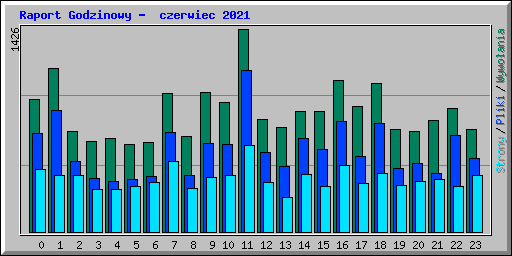 Raport Godzinowy - czerwiec 2021
1426
Strony / Pliki / Wywołania
0 1 2 3 4 5 6 7 8 9 10 11 12 13 14 15 16 17 18 19 20 21 22 23